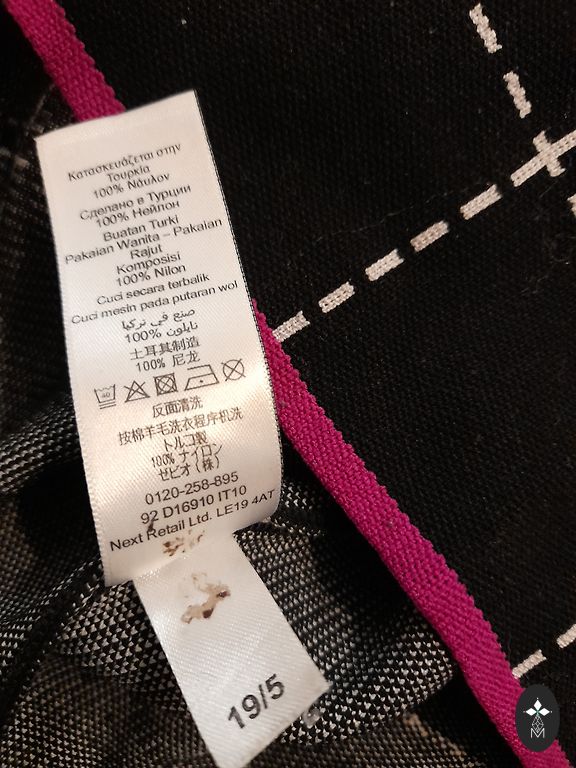 Κατασκευάζεται στην
Τουρκία
100% Νάυλον
Сделано в Турции
100% Нейлон
Buatan Turki
Pakaian Wanita – Pakaian
Rajut
Komposisi
100% Nilon
Cuci secara terbalik
Cuci mesin pada putaran wol
صنع في تركيا
نايلون %100
土耳其制造
100% 尼龙
40
反面清洗
按棉羊毛洗衣程序机洗
トルコ製
100% ナイロン
ゼビオ（株）
0120-258-895
92 D16910 IT10
Next Retail Ltd. LE19 4AT
19/5
M